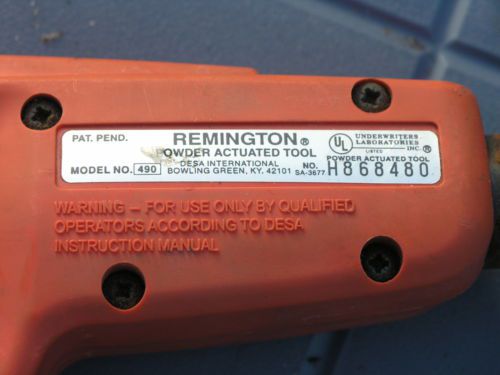 PAT. PEND. REMINGTON®
POWDER ACTUATED TOOL
MODEL NO. 490 DESA INTERNATIONAL
BOWLING GREEN, KY. 42101
UL® UNDERWRITERS
LABORATORIES
LISTED INC.®
POWDER ACTUATED TOOL
NO. H868480
SA-3677
WARNING – FOR USE ONLY BY QUALIFIED
OPERATORS ACCORDING TO DESA
INSTRUCTION MANUAL